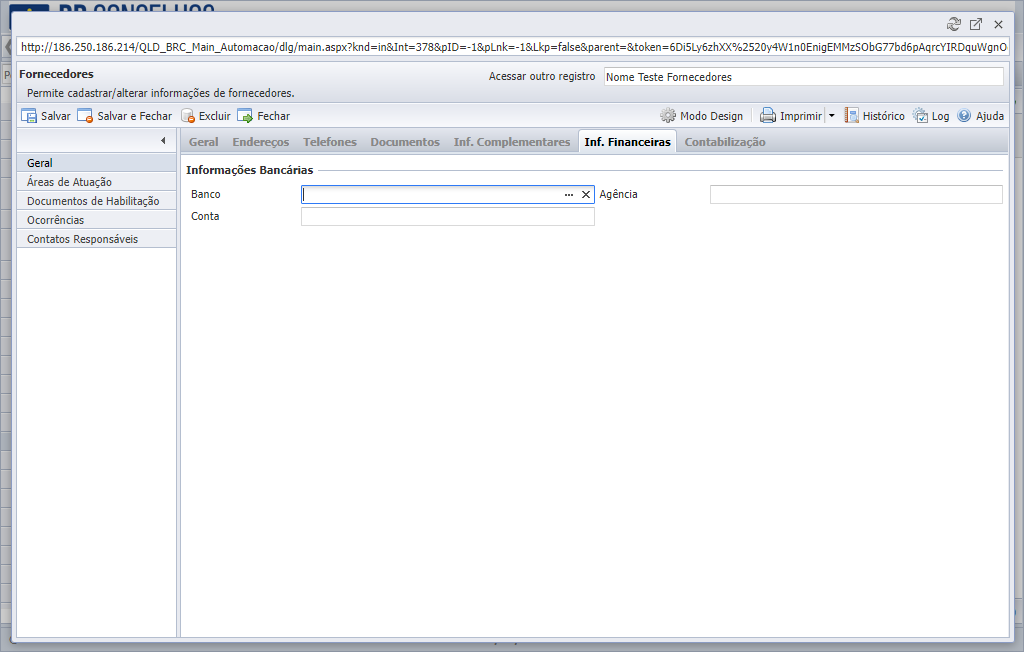 http://186.250.186.214/QLD_BRC_Main_Automacao/dlg/main.aspx?knd=in&Int=378&pID=-1&pLnk=-1&Lkp=false&parent=&token=6Di5Ly6zhXX%2520y4W1n0EnigEMMzSObG77bd6pAqrcYIRDquWgnO
Fornecedores
Acessar outro registro Nome Teste Fornecedores
Permite cadastrar/alterar informações de fornecedores.
Salvar Salvar e Fechar Excluir Fechar Modo Design Imprimir Histórico Log Ajuda
Geral Endereços Telefones Documentos Inf. Complementares Inf. Financeiras Contabilização
Geral
Áreas de Atuação
Documentos de Habilitação
Ocorrências
Contatos Responsáveis
Informações Bancárias
Banco
Agência
Conta